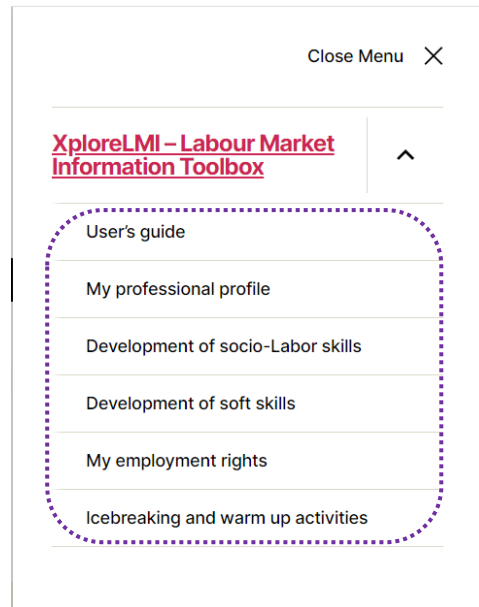 Close Menu
XploreLMI – Labour Market
Information Toolbox
User’s guide
My professional profile
Development of socio-Labor skills
Development of soft skills
My employment rights
Icebreaking and warm up activities